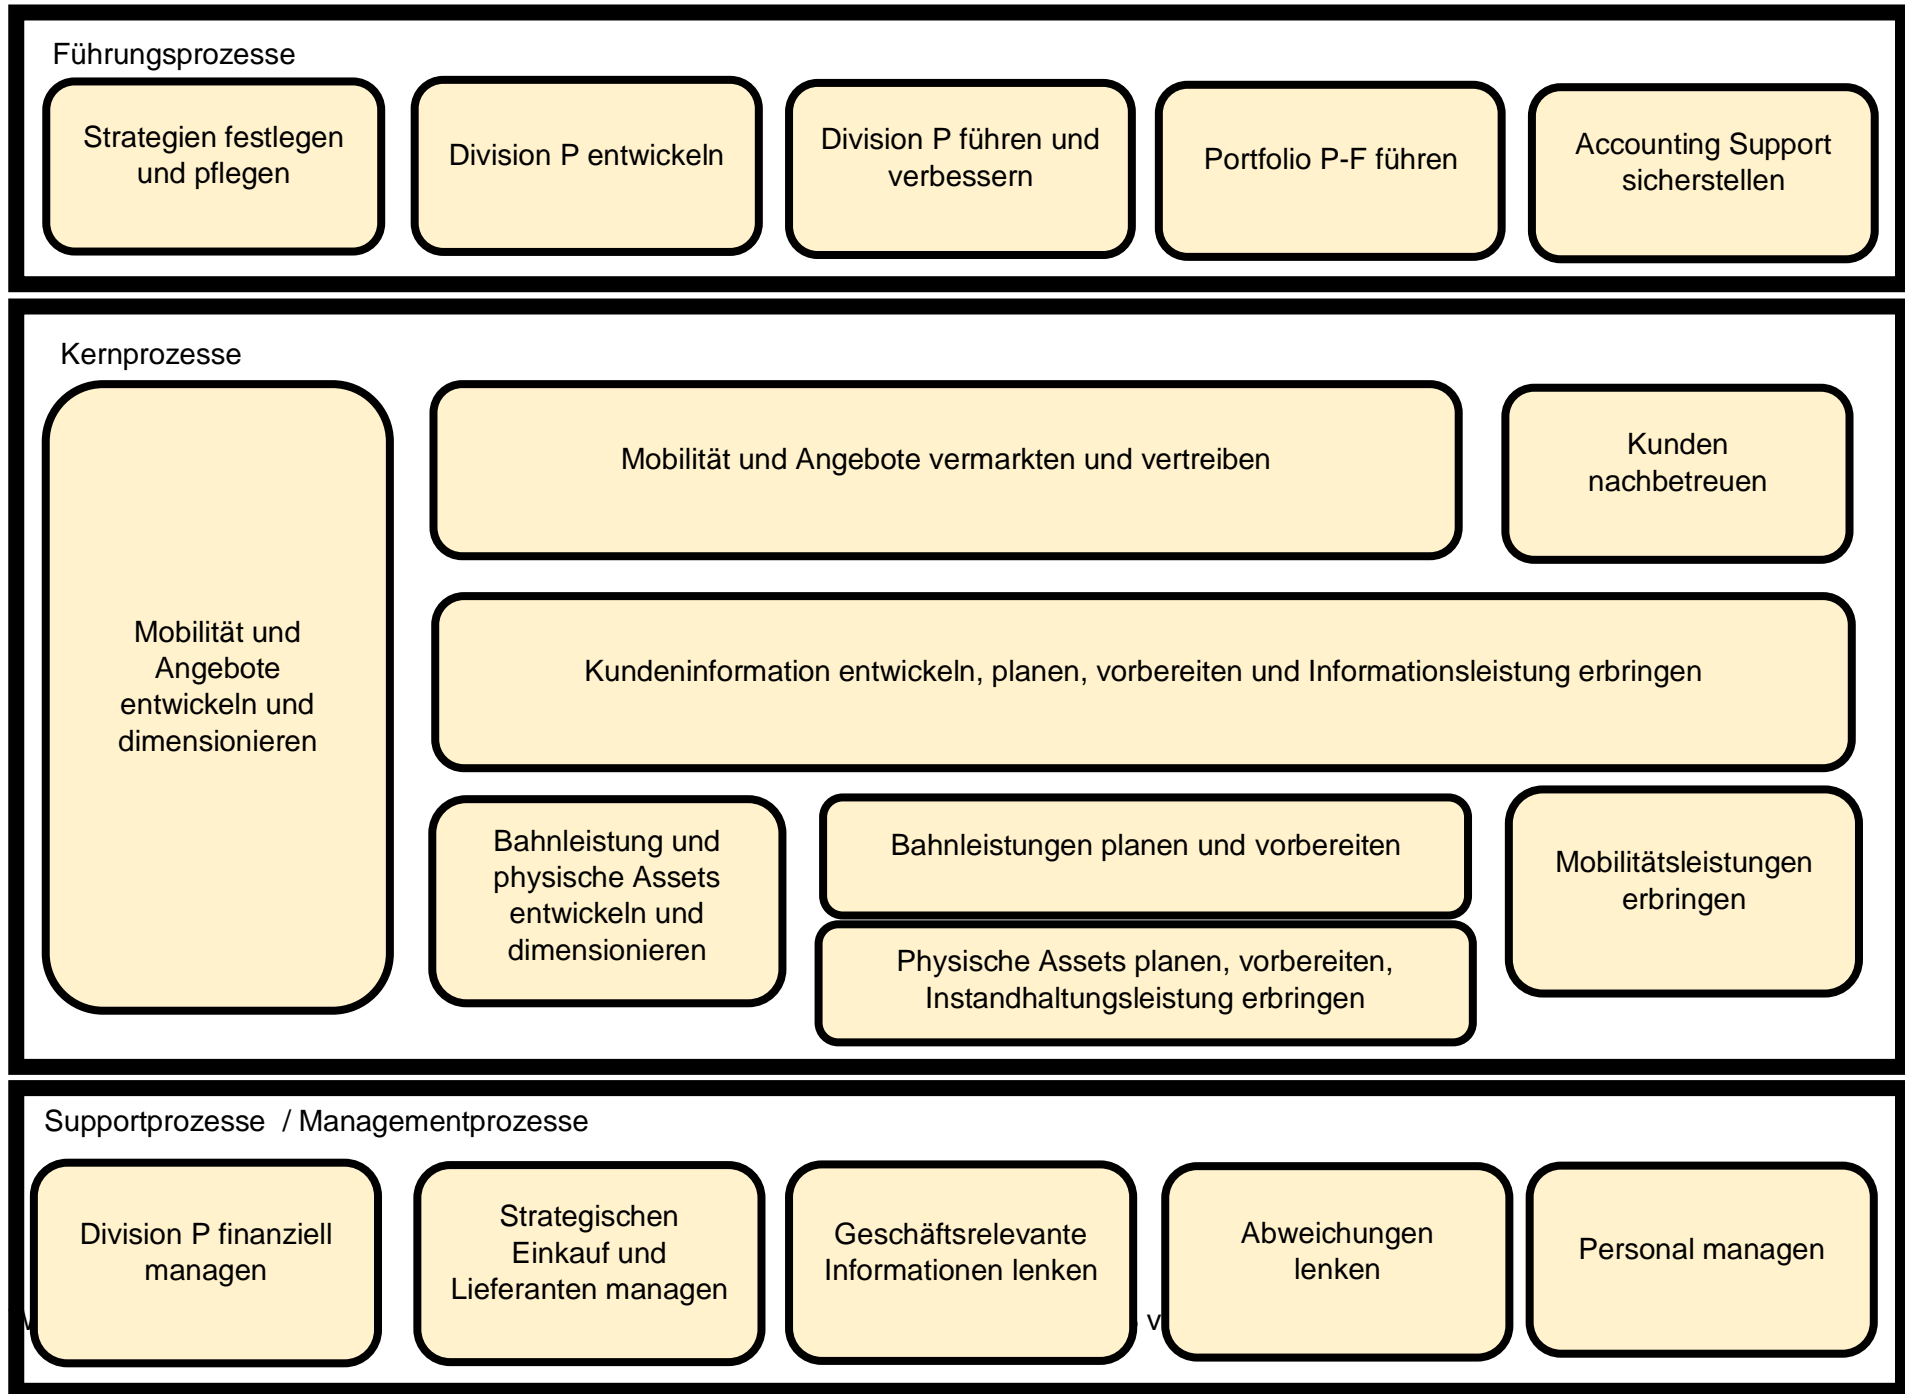 Führungsprozesse
Strategien festlegen
und pflegen
Division P entwickeln
Division P führen und
verbessern
Portfolio P-F führen
Accounting Support
sicherstellen
Kernprozesse
Mobilität und
Angebote
entwickeln und
dimensionieren
Mobilität und Angebote vermarkten und vertreiben
Kunden
nachbetreuen
Kundeninformation entwickeln, planen, vorbereiten und Informationsleistung erbringen
Bahnleistung und
physische Assets
entwickeln und
dimensionieren
Bahnleistungen planen und vorbereiten
Physische Assets planen, vorbereiten,
Instandhaltungsleistung erbringen
Mobilitätsleistungen
erbringen
Supportprozesse / Managementprozesse
Division P finanziell
managen
Strategischen
Einkauf und
Lieferanten managen
Geschäftsrelevante
Informationen lenken
Abweichungen
lenken
Personal managen